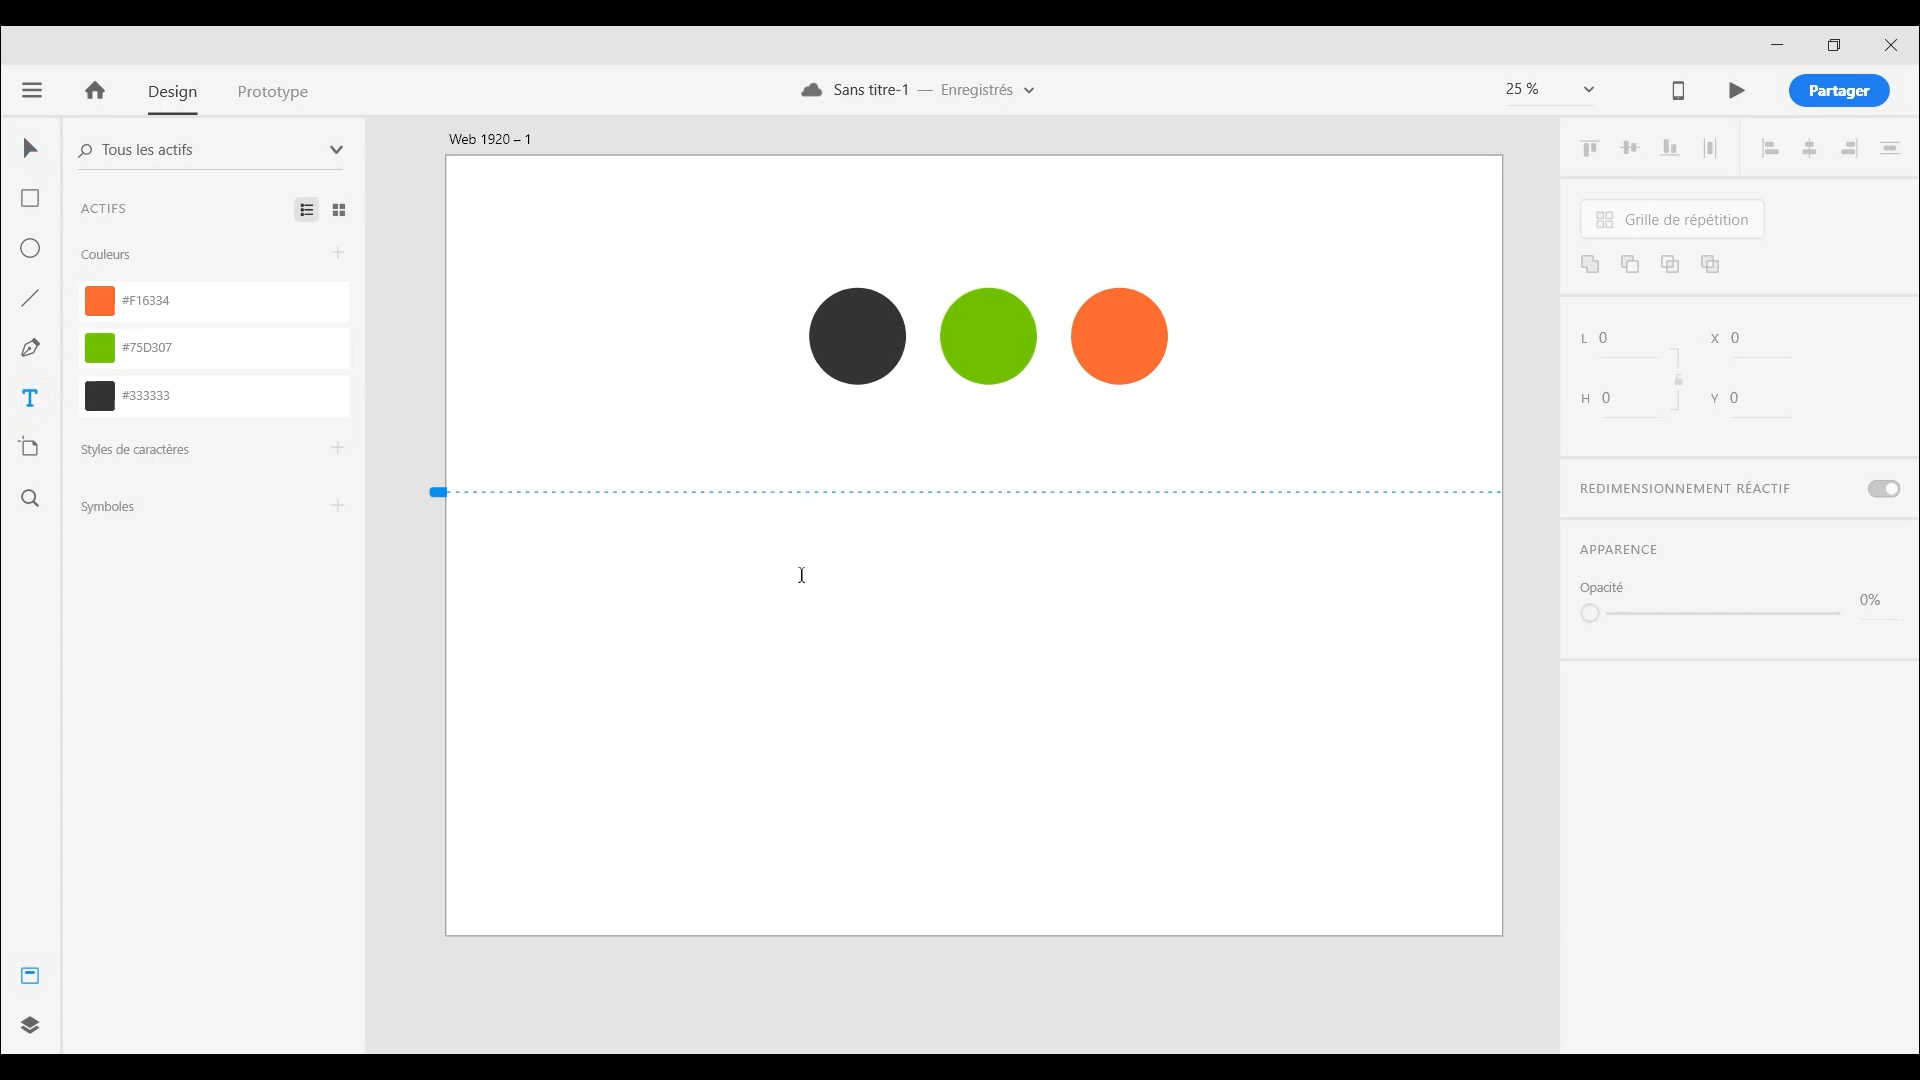 Design
Prototype
Sans titre-1 — Enregistrés
25 %
Partager
Tous les actifs
Web 1920 – 1
ACTIFS
Couleurs
#F16334
#75D307
#333333
Styles de caractères
Symboles
Grille de répétition
L 0
X 0
H 0
Y 0
REDIMENSIONNEMENT RÉACTIF
APPARENCE
Opacité
0%